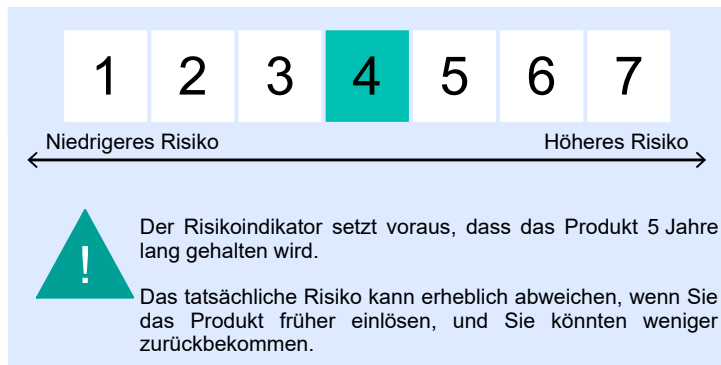 1 2 3 4 5 6 7
Niedrigeres Risiko Höheres Risiko
!
Der Risikoindikator setzt voraus, dass das Produkt 5 Jahre
lang gehalten wird.
Das tatsächliche Risiko kann erheblich abweichen, wenn Sie
das Produkt früher einlösen, und Sie könnten weniger
zurückbekommen.